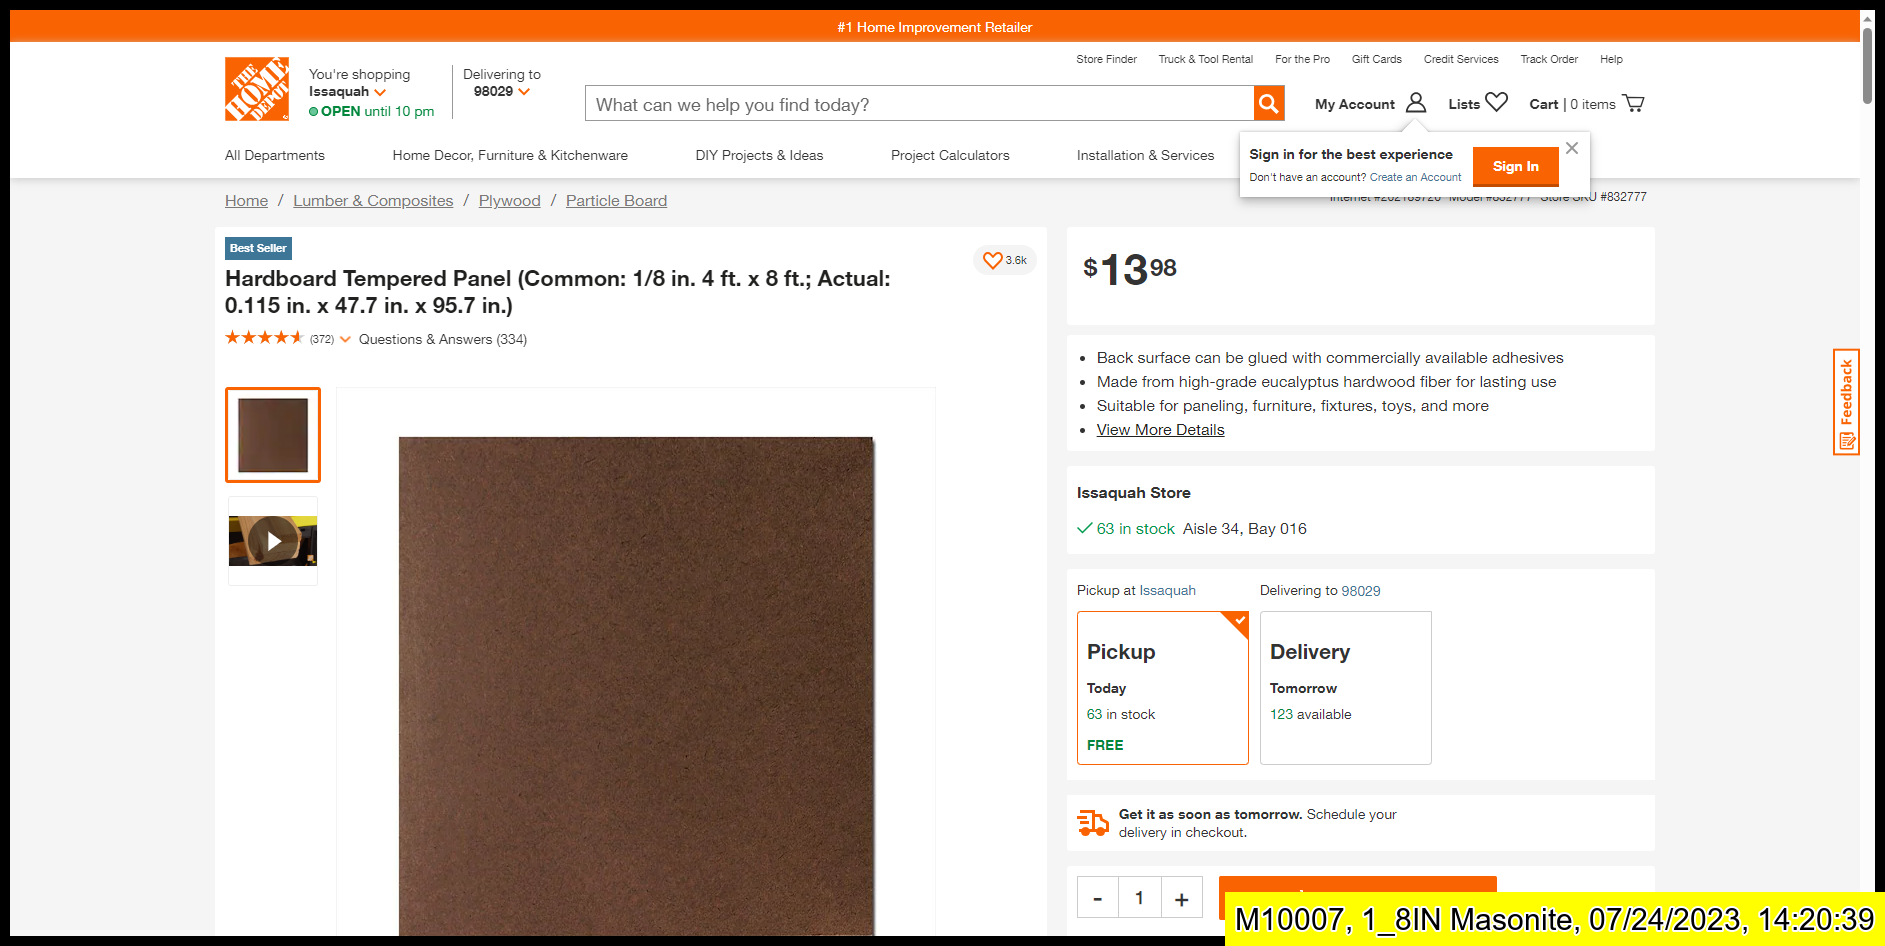 #1 Home Improvement Retailer
Store Finder
Truck & Tool Rental
For the Pro
Gift Cards
Credit Services
Track Order
Help
THE HOME DEPOT
You're shopping
Issaquah
OPEN until 10 pm
Delivering to
98029
What can we help you find today?
My Account
Lists
Cart | 0 items
All Departments
Home Decor, Furniture & Kitchenware
DIY Projects & Ideas
Project Calculators
Installation & Services
Sign in for the best experience
Don't have an account? Create an Account
Sign In
Home / Lumber & Composites / Plywood / Particle Board
Internet #202189720 Model #832777 Store SKU #832777
Best Seller
3.6k
Hardboard Tempered Panel (Common: 1/8 in. 4 ft. x 8 ft.; Actual:
0.115 in. x 47.7 in. x 95.7 in.)
(372)
Questions & Answers (334)
$13 98
Back surface can be glued with commercially available adhesives
Made from high-grade eucalyptus hardwood fiber for lasting use
Suitable for paneling, furniture, fixtures, toys, and more
View More Details
Feedback
Issaquah Store
63 in stock Aisle 34, Bay 016
Pickup at Issaquah
Delivering to 98029
Pickup
Today
63 in stock
FREE
Delivery
Tomorrow
123 available
Get it as soon as tomorrow. Schedule your
delivery in checkout.
- 1 +
M10007, 1_8IN Masonite, 07/24/2023, 14:20:39